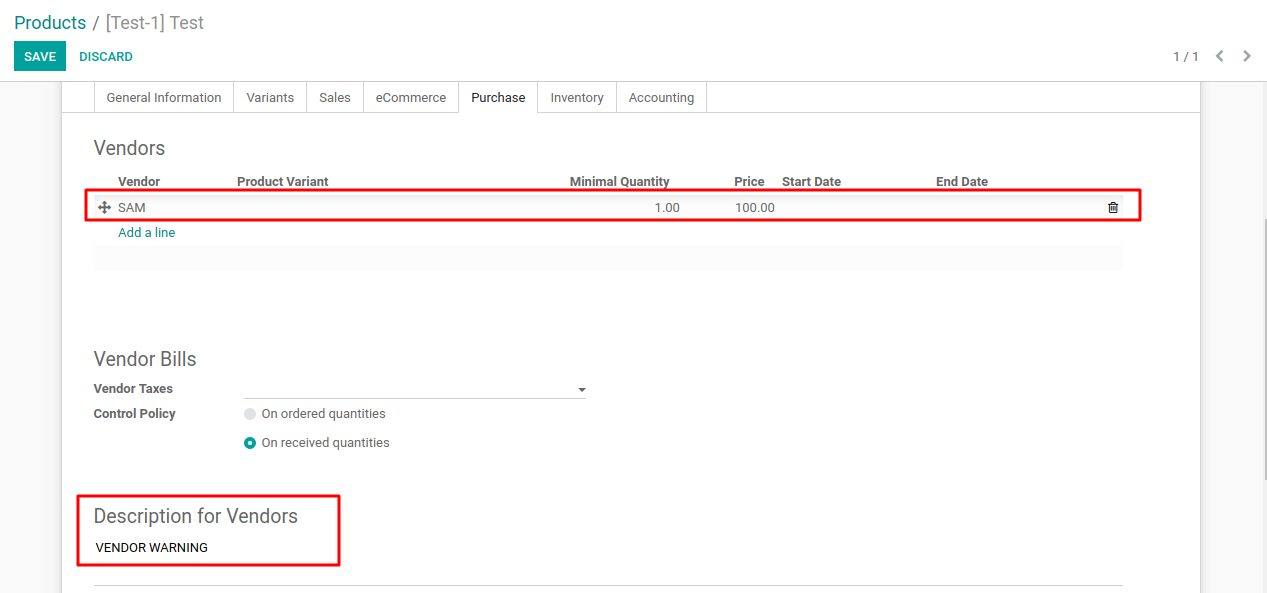 Products / [Test-1] Test
SAVE DISCARD 1 / 1
General Information Variants Sales eCommerce Purchase Inventory Accounting
Vendors
Vendor Product Variant Minimal Quantity Price Start Date End Date
SAM 1.00 100.00
Add a line
Vendor Bills
Vendor Taxes
Control Policy On ordered quantities
On received quantities
Description for Vendors
VENDOR WARNING